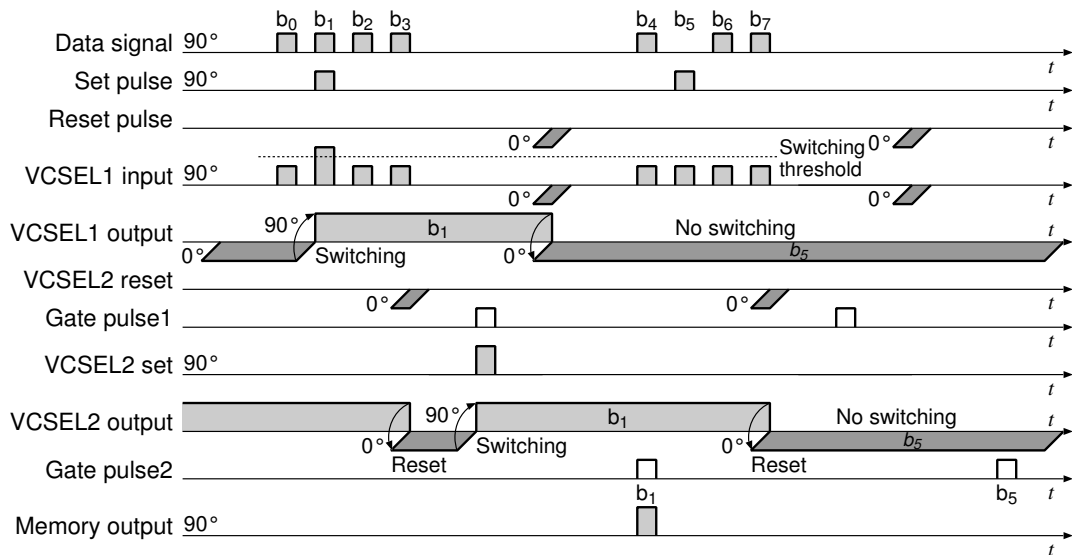 b0 b1 b2 b3 b4 b5 b6 b7
Data signal 90°
t
Set pulse 90°
t
Reset pulse
0° 0°
t
Switching threshold
VCSEL1 input 90°
0° 0°
t
90° b1 No switching
VCSEL1 output
t
0° Switching 0° b5
VCSEL2 reset
0° 0°
t
Gate pulse1
t
VCSEL2 set 90°
t
90° b1 No switching
VCSEL2 output
t
0° Switching 0° b5
Reset Reset
Gate pulse2
t
b1 b5
Memory output 90°
t